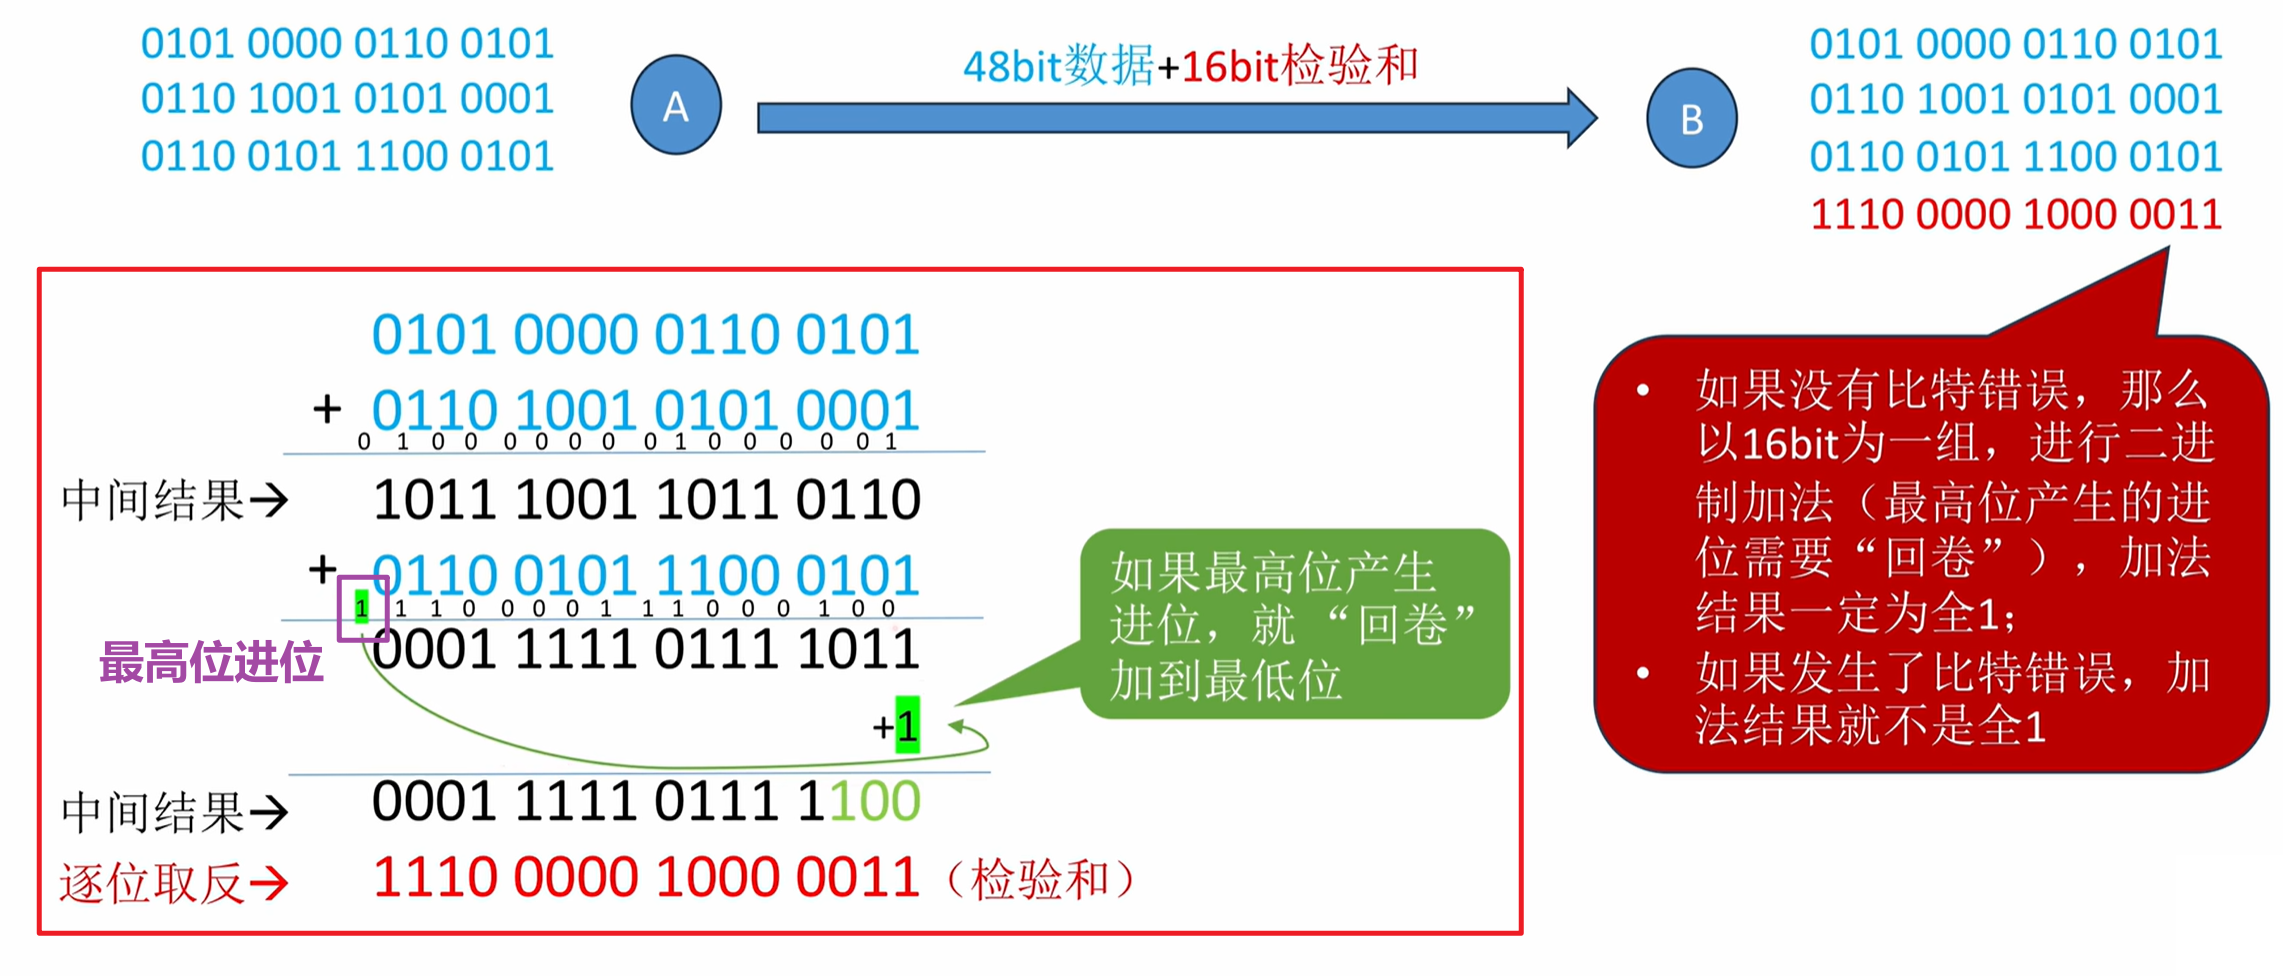 0101 0000 0110 0101
0110 1001 0101 0001
0110 0101 1100 0101
A
48bit数据+16bit检验和
B
0101 0000 0110 0101
0110 1001 0101 0001
0110 0101 1100 0101
1110 0000 1000 0011
0101 0000 0110 0101
+ 0110 1001 0101 0001
0 1 0 0 0 0 0 0 0 1 0 0 0 0 0 1
中间结果→ 1011 1001 1011 0110
+ 0110 0101 1100 0101
1 1 1 0 0 0 0 1 1 1 0 0 0 1 0 0
最高位进位
0001 1111 0111 1011
+1
如果最高位产生
进位，就“回卷”
加到最低位
中间结果→ 0001 1111 0111 1100
逐位取反→ 1110 0000 1000 0011（检验和）
• 如果没有比特错误，那么
以16bit为一组，进行二进
制加法（最高位产生的进
位需要“回卷”），加法
结果一定为全1；
• 如果发生了比特错误，加
法结果就不是全1